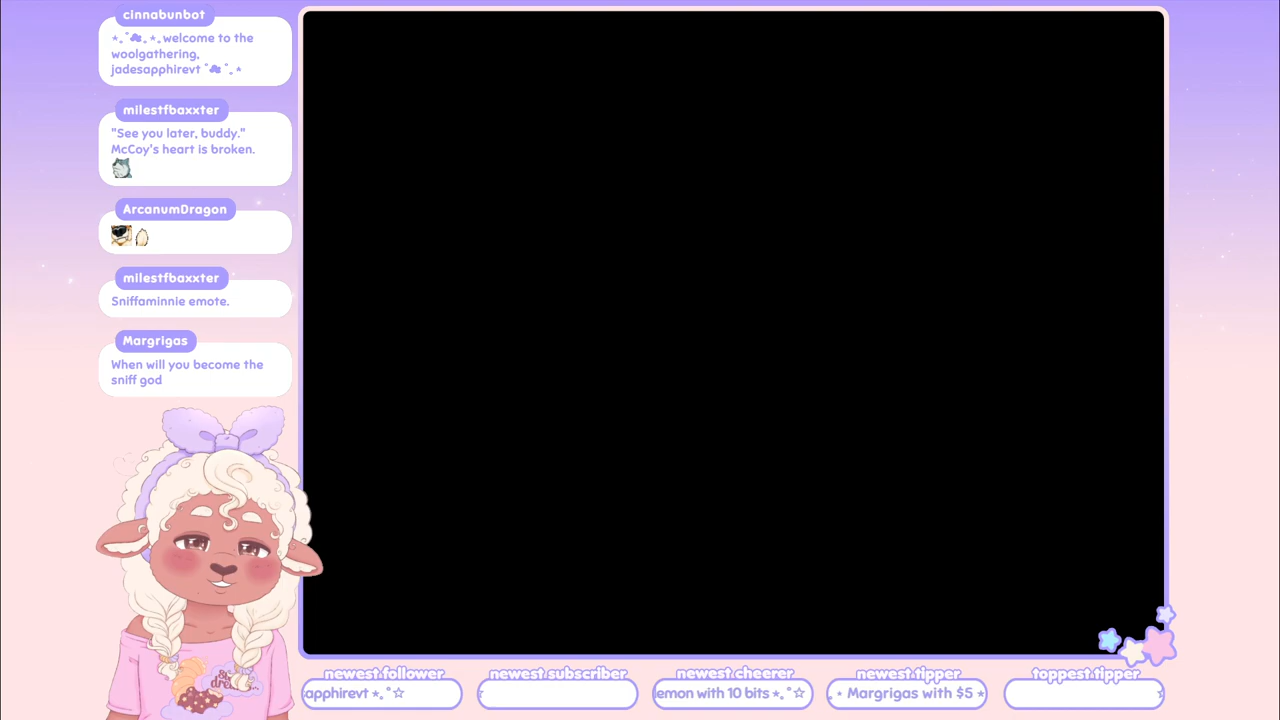 cinnabunbot
⋆｡°☁｡⋆｡welcome to the
woolgathering,
jadesapphirevt °☁°｡⋆
milestfbaxxter
"See you later, buddy."
McCoy's heart is broken.
ArcanumDragon
milestfbaxxter
Sniffaminnie emote.
Margrigas
When will you become the
sniff god
newest follower
newest subscriber
newest cheerer
newest tipper
toppest tipper
apphirevt ⋆｡°☆
emon with 10 bits ⋆｡°☆
｡⋆ Margrigas with $5 ⋆